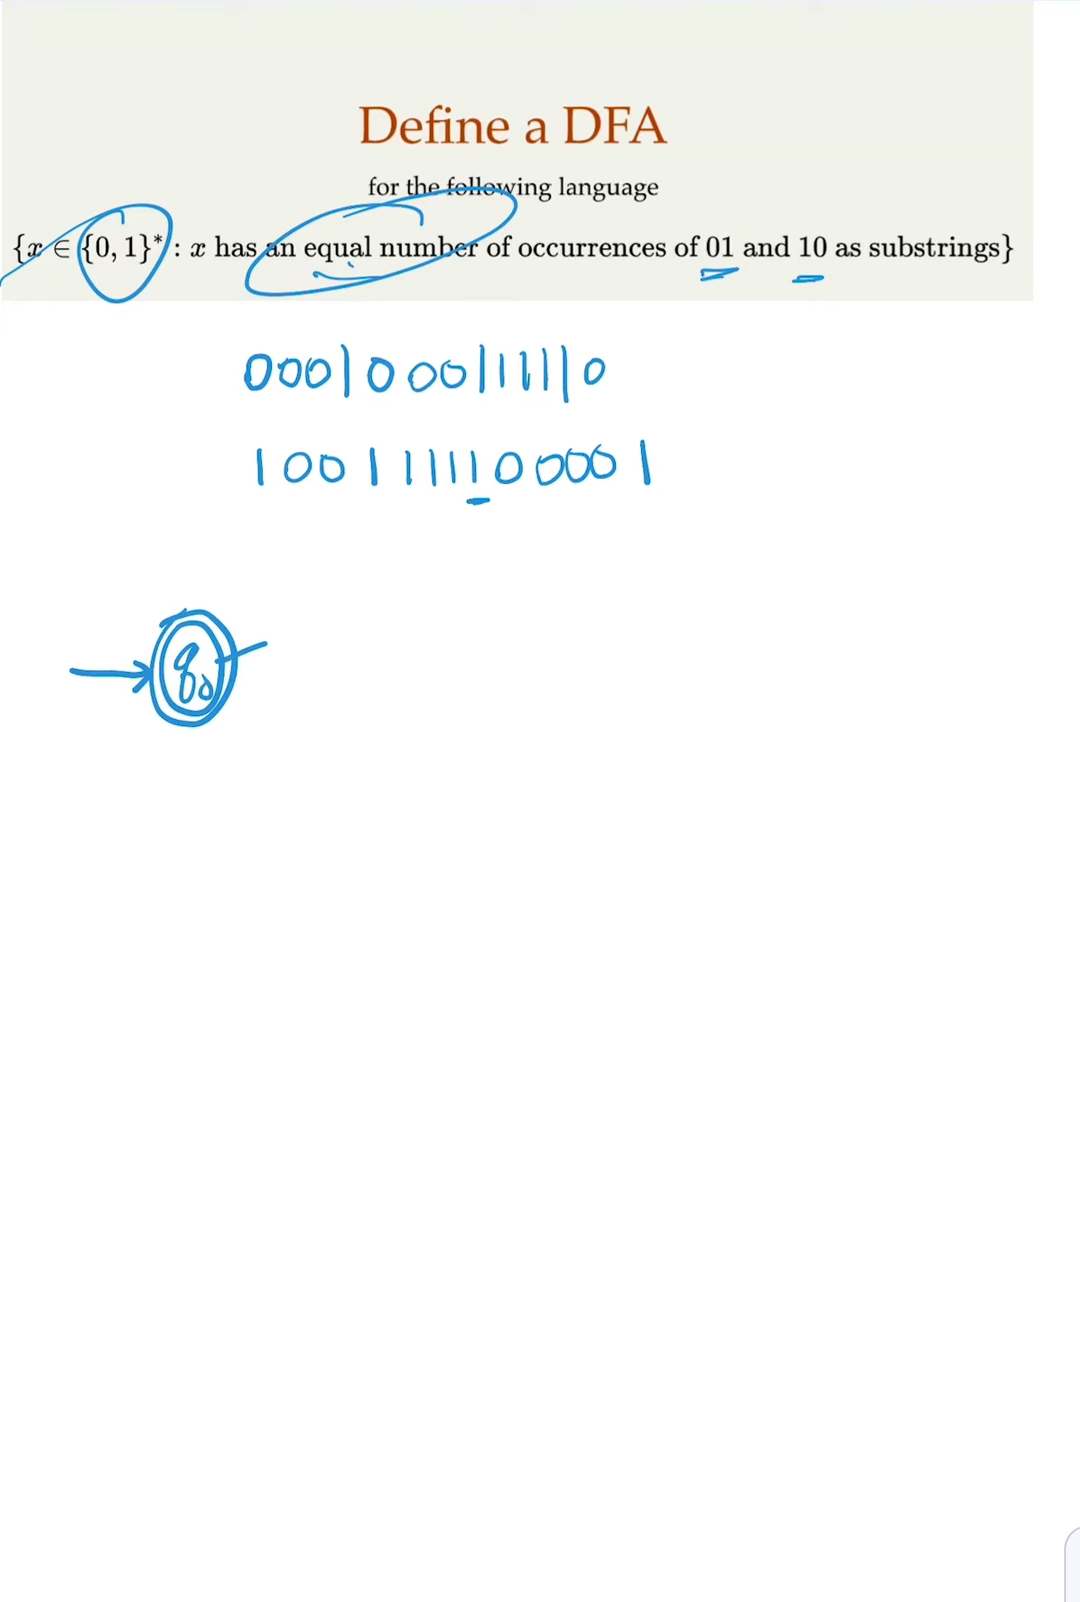 Define a DFA
for the following language
{x ∈ {0, 1}* : x has an equal number of occurrences of 01 and 10 as substrings}
00010001111110
10011111100001
q₀